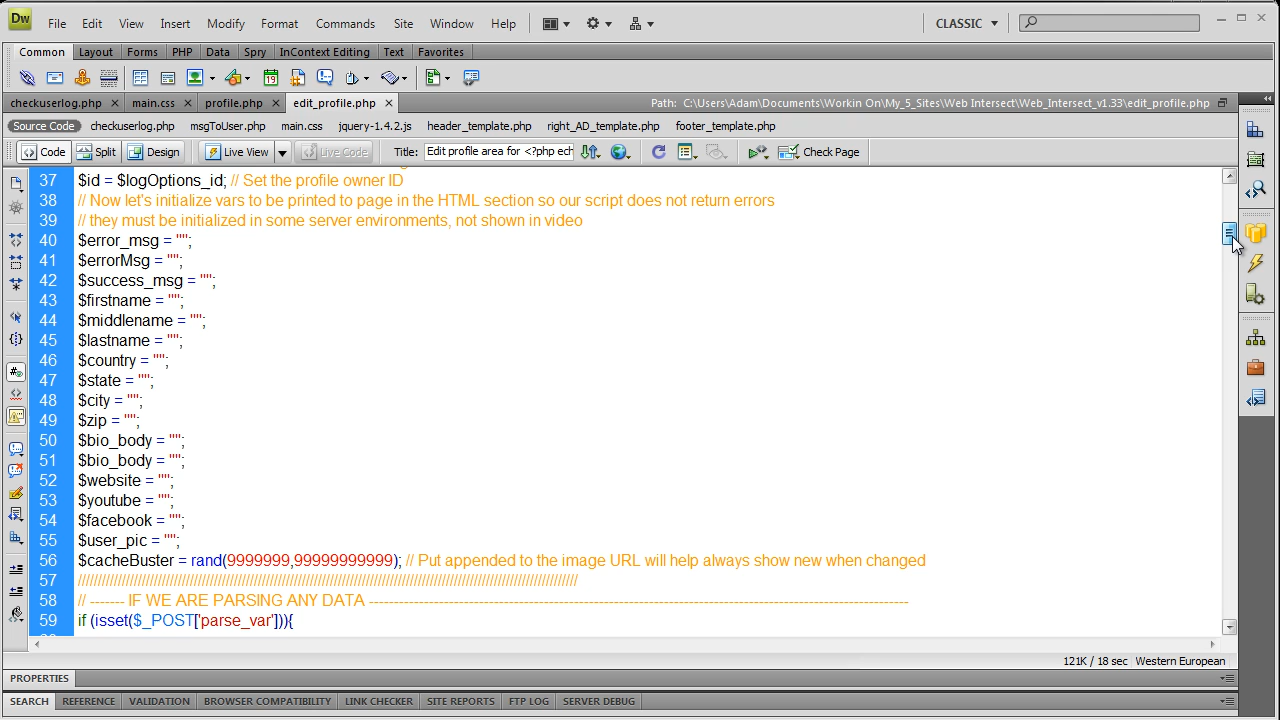 Dw File Edit View Insert Modify Format Commands Site Window Help CLASSIC
Common Layout Forms PHP Data Spry InContext Editing Text Favorites
checkuserlog.php main.css profile.php edit_profile.php Path: C:\Users\Adam\Documents\Workin On\My_5_Sites\Web Intersect\Web_Intersect_v1.33\edit_profile.php
Source Code checkuserlog.php msgToUser.php main.css jquery-1.4.2.js header_template.php right_AD_template.php footer_template.php
Code Split Design Live View Live Code Title: Edit profile area for <?php ech Check Page
37 $id = $logOptions_id; // Set the profile owner ID
38 // Now let's initialize vars to be printed to page in the HTML section so our script does not return errors
39 // they must be initialized in some server environments, not shown in video
40 $error_msg = "";
41 $errorMsg = "";
42 $success_msg = "";
43 $firstname = "";
44 $middlename = "";
45 $lastname = "";
46 $country = "";
47 $state = "";
48 $city = "";
49 $zip = "";
50 $bio_body = "";
51 $bio_body = "";
52 $website = "";
53 $youtube = "";
54 $facebook = "";
55 $user_pic = "";
56 $cacheBuster = rand(9999999,99999999999); // Put appended to the image URL will help always show new when changed
57 ////////////////////////////////////////////////////////////////////////////////////////////////////////////////////////////
58 // ------- IF WE ARE PARSING ANY DATA ------------------------------------------------------------------------------------------------------------
59 if (isset($_POST['parse_var'])){
121K / 18 sec Western European
PROPERTIES
SEARCH REFERENCE VALIDATION BROWSER COMPATIBILITY LINK CHECKER SITE REPORTS FTP LOG SERVER DEBUG